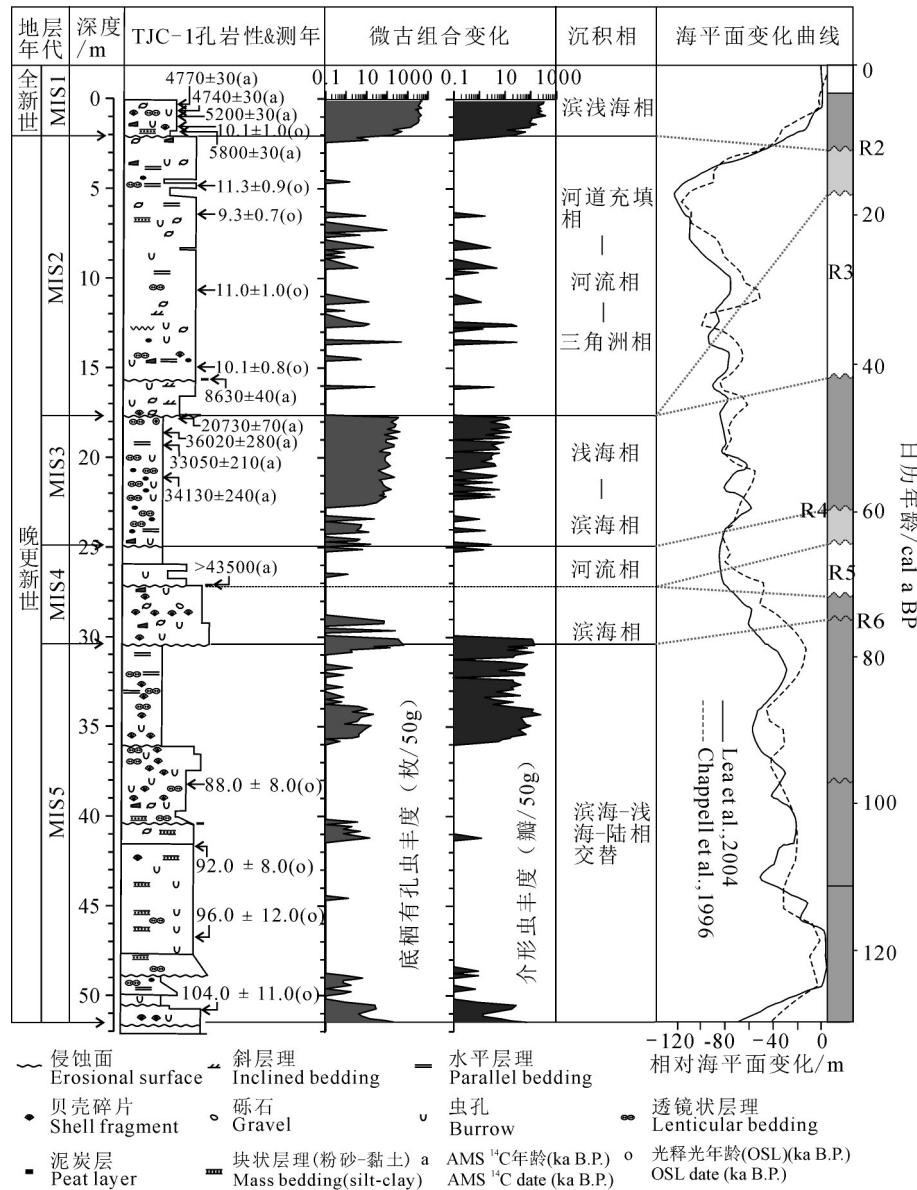 地层
年代
深度
/m
TJC-1孔岩性&测年
微古组合变化
沉积相
海平面变化曲线
0.1 10 1000
0.1 10 1000
全新世
晚更新世
MIS1
MIS2
MIS3
MIS4
MIS5
0
5
10
15
20
25
30
35
40
45
50
4770±30(a)
4740±30(a)
5200±30(a)
10.1±1.0(o)
5800±30(a)
11.3±0.9(o)
9.3±0.7(o)
11.0±1.0(o)
10.1±0.8(o)
8630±40(a)
20730±70(a)
36020±280(a)
33050±210(a)
34130±240(a)
>43500(a)
88.0 ± 8.0(o)
92.0 ± 8.0(o)
96.0 ± 12.0(o)
104.0 ± 11.0(o)
底栖有孔虫丰度（枚/50g）
介形虫丰度（瓣/50g）
滨浅海相
河道充填
相
—
河流相
—
三角洲相
浅海相
—
滨海相
河流相
滨海相
滨海-浅
海-陆相
交替
Lea et al.,2004
Chappell et al.,1996
R2
R3
R4
R5
R6
0
20
40
60
80
100
120
日历年龄/cal a BP
-120 -80 -40 0
相对海平面变化/m
侵蚀面
Erosional surface
斜层理
Inclined bedding
水平层理
Parallel bedding
贝壳碎片
Shell fragment
砾石
Gravel
虫孔
Burrow
透镜状层理
Lenticular bedding
泥炭层
Peat layer
块状层理(粉砂-黏土)
Mass bedding(silt-clay)
a AMS ¹⁴C年龄(ka B.P.)
AMS ¹⁴C date (ka B.P.)
o 光释光年龄(OSL)(ka B.P.)
OSL date (ka B.P.)